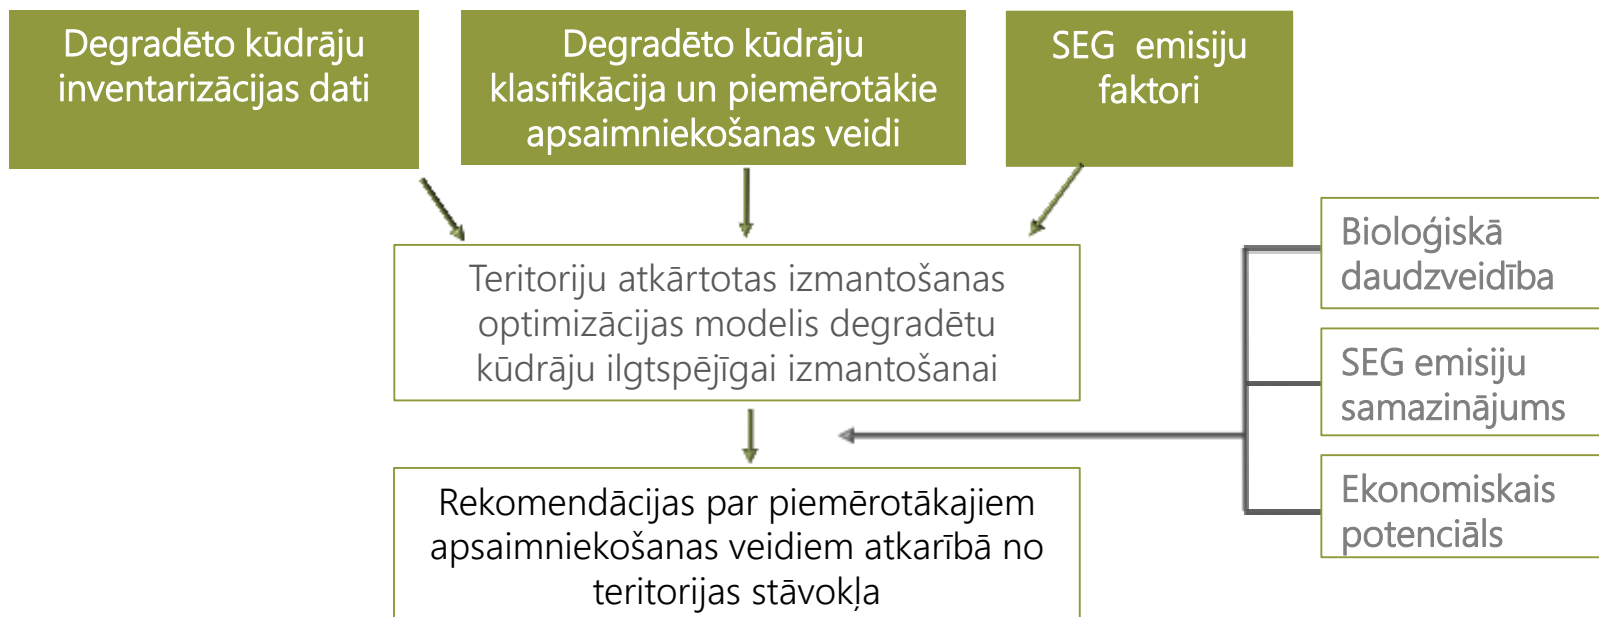 Degradēto kūdrāju
inventarizācijas dati
Degradēto kūdrāju
klasifikācija un piemērotākie
apsaimniekošanas veidi
SEG emisiju
faktori
Teritoriju atkārtotas izmantošanas
optimizācijas modelis degradētu
kūdrāju ilgtspējīgai izmantošanai
Bioloģiskā
daudzveidība
SEG emisiju
samazinājums
Ekonomiskais
potenciāls
Rekomendācijas par piemērotākajiem
apsaimniekošanas veidiem atkarībā no
teritorijas stāvokļa